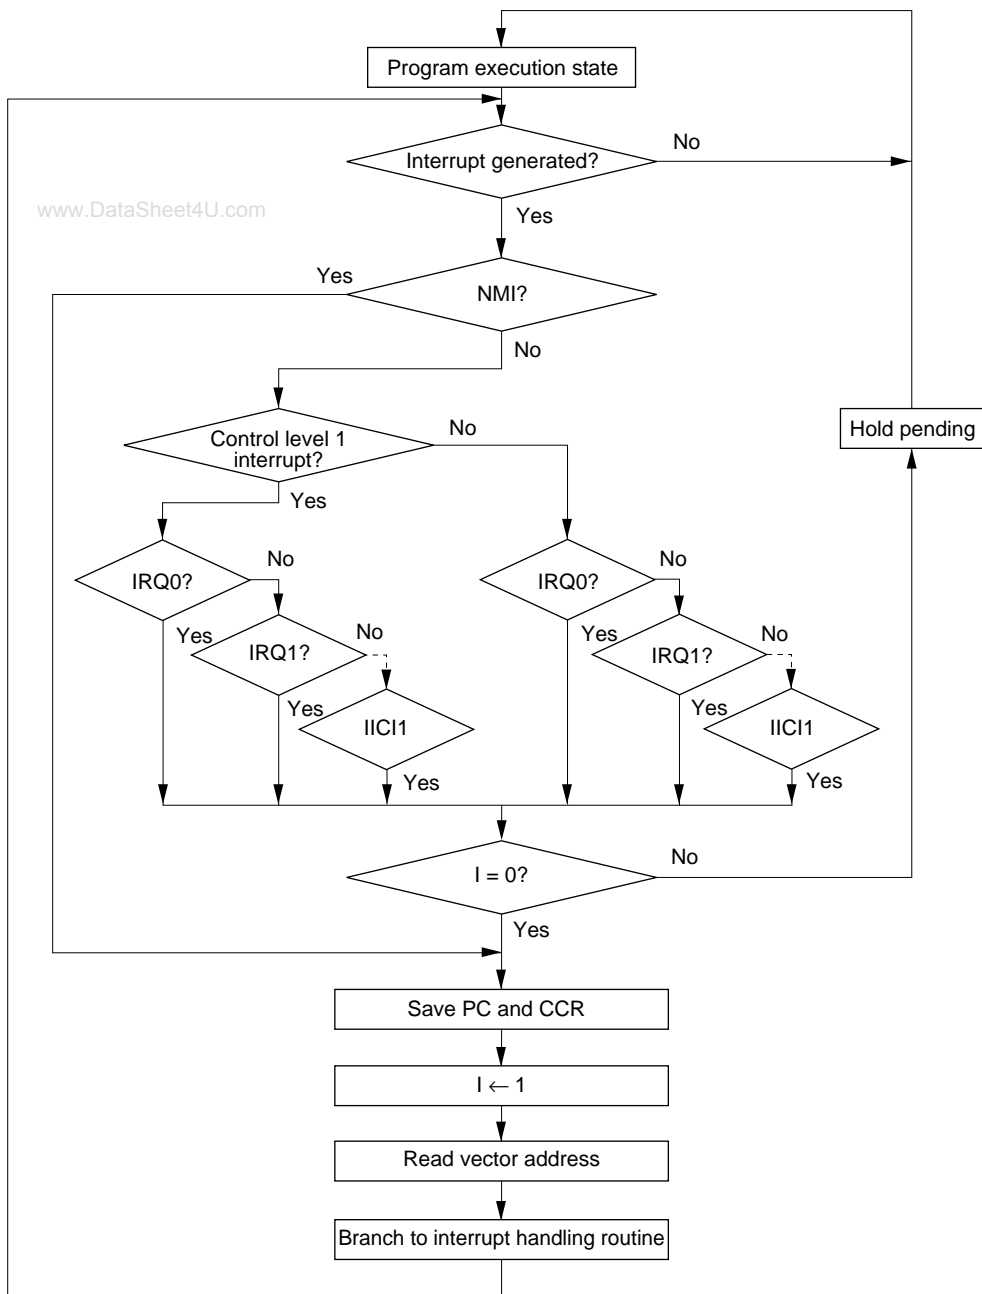 Program execution state
Interrupt generated?
No
Yes
www.DataSheet4U.com
Yes
NMI?
No
Control level 1
interrupt?
No
Hold pending
Yes
IRQ0?
No
IRQ0?
No
Yes
IRQ1?
No
Yes
IRQ1?
No
Yes
IICI1
Yes
IICI1
Yes
Yes
I = 0?
No
Yes
Save PC and CCR
I ← 1
Read vector address
Branch to interrupt handling routine